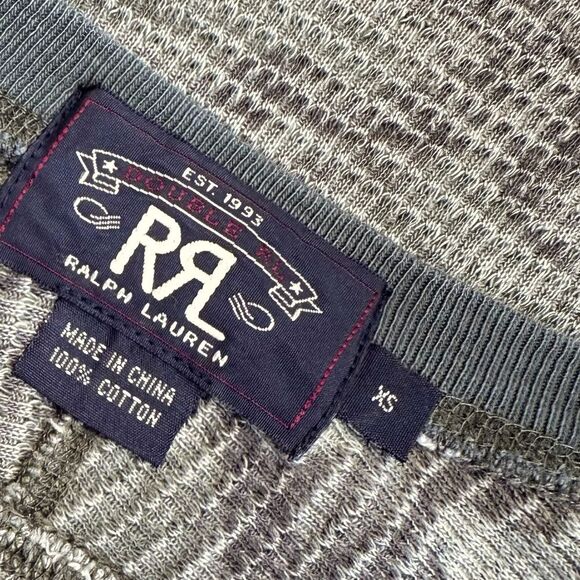 EST. 1993
DOUBLE RL
RRL
RALPH LAUREN
XS
MADE IN CHINA
100% COTTON